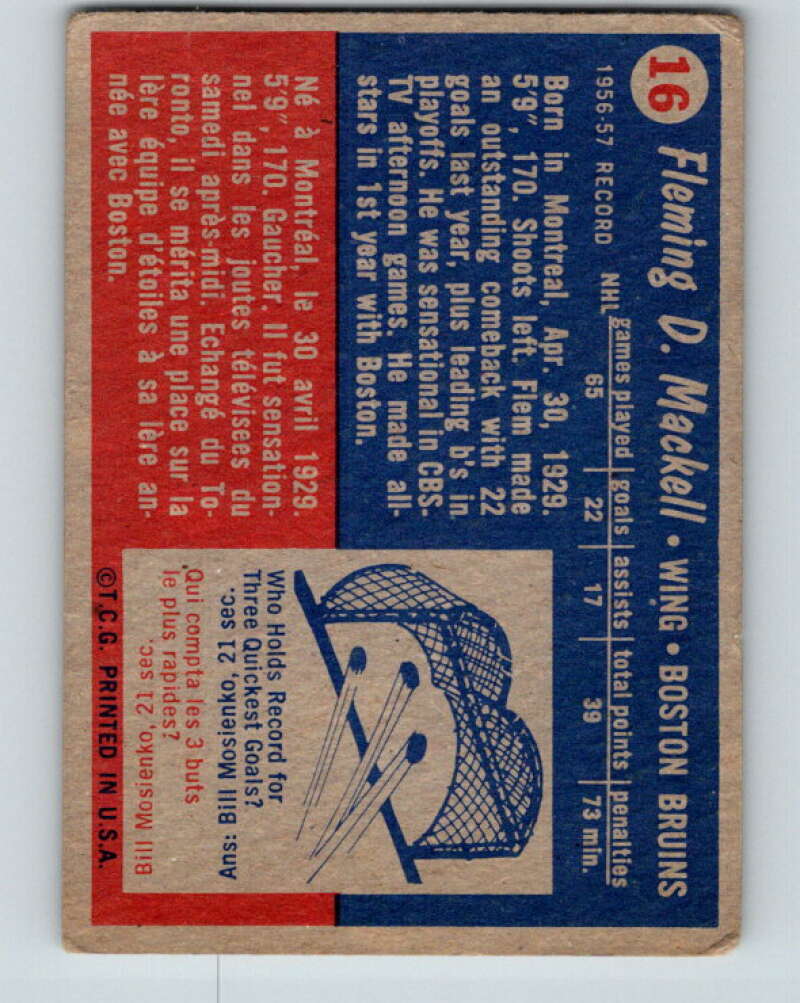 16 Fleming D. Mackell • WING • BOSTON BRUINS
1956-57 RECORD games played goals assists total points penalties
NHL 65 22 17 39 73 min.
Born in Montreal, Apr. 30, 1929.
5'9", 170. Shoots left. Flem made
an outstanding comeback with 22
goals last year, plus leading b's in
playoffs. He was sensational in CBS-
TV afternoon games. He made all-
stars in 1st year with Boston.
Né à Montréal, le 30 avril 1929.
5'9", 170. Gaucher. Il fut sensation-
nel dans les joutes télévisees du
samedi après-midi. Echangé du To-
ronto, il se mérita une place sur la
lère équipe d'étoiles à sa lère an-
née avec Boston.
Who Holds Record for
Three Quickest Goals?
Ans: Bill Mosienko, 21 sec.
Qui compta les 3 buts
le plus rapides?
Bill Mosienko, 21 sec.
©T.C.G. PRINTED IN U.S.A.